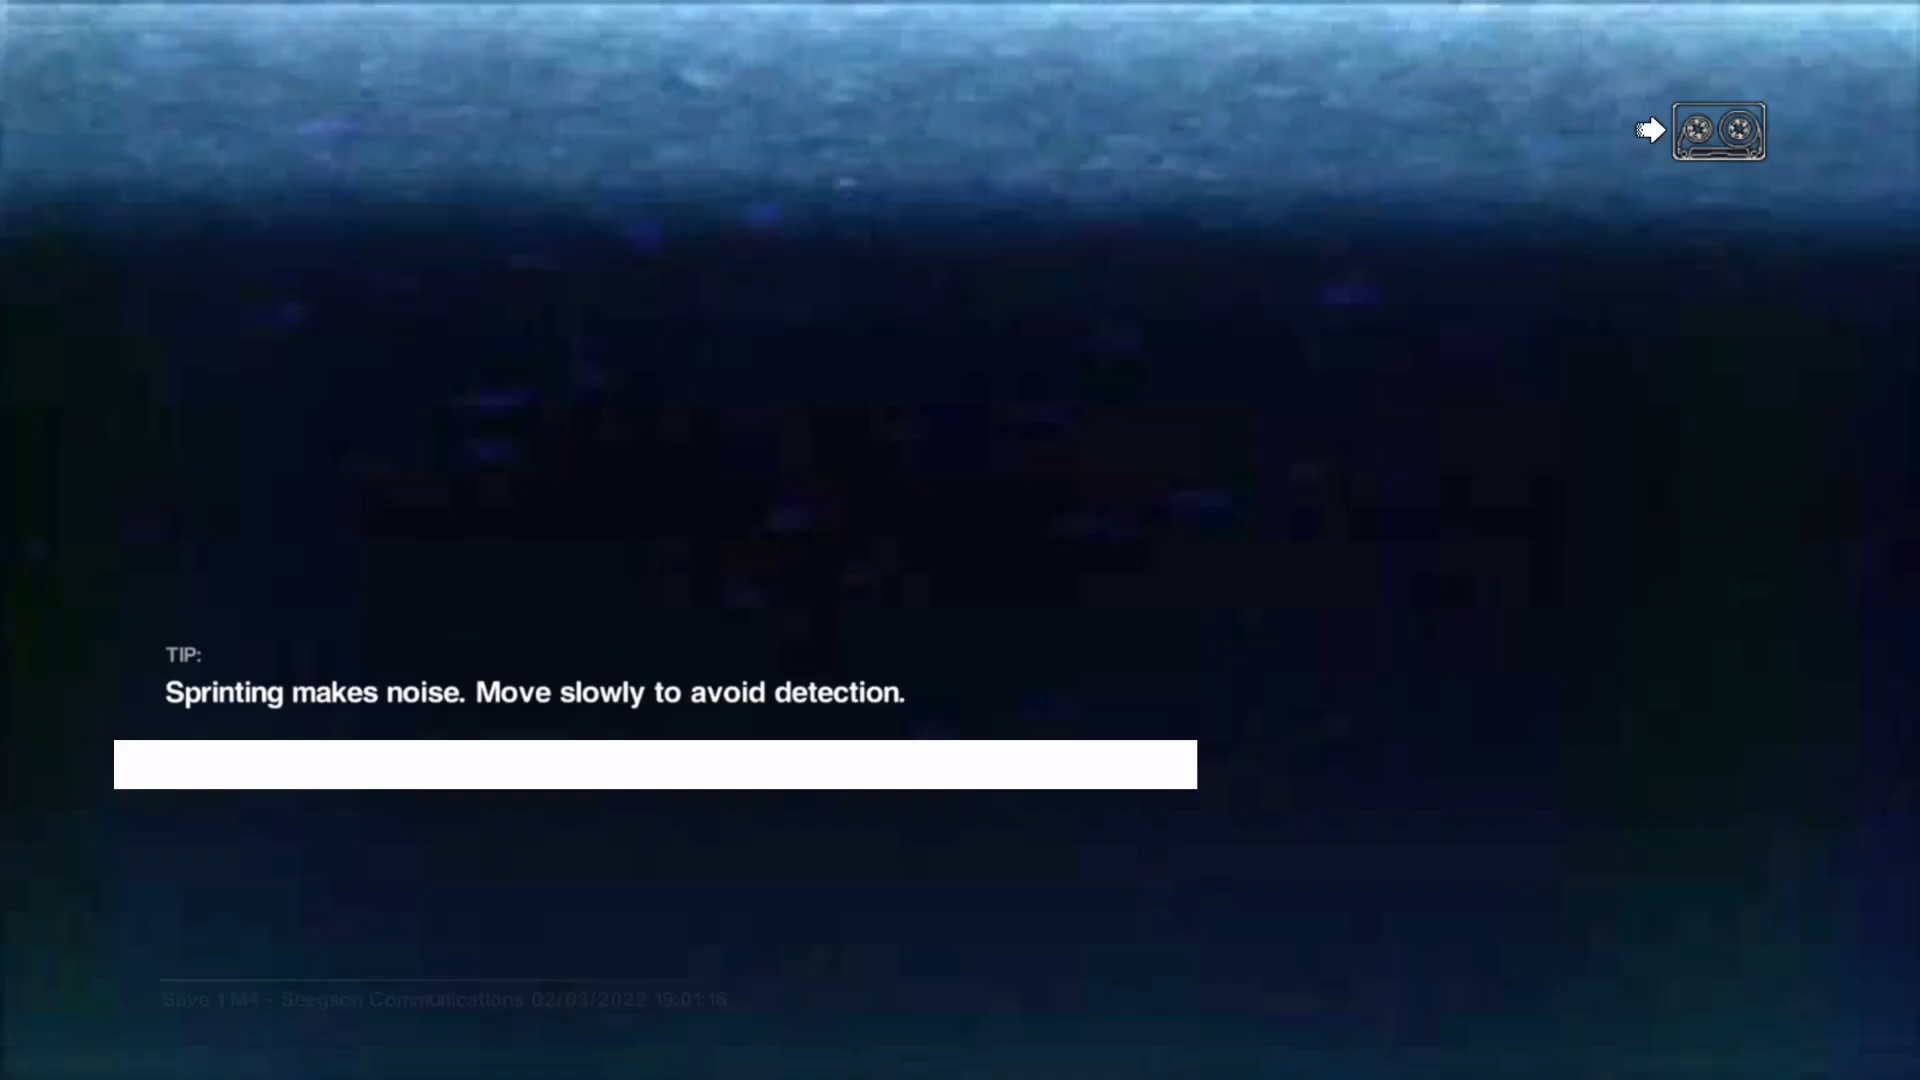 TIP:
Sprinting makes noise. Move slowly to avoid detection.
Save 1 M4 - Seegson Communications 02/03/2022 19:01:16